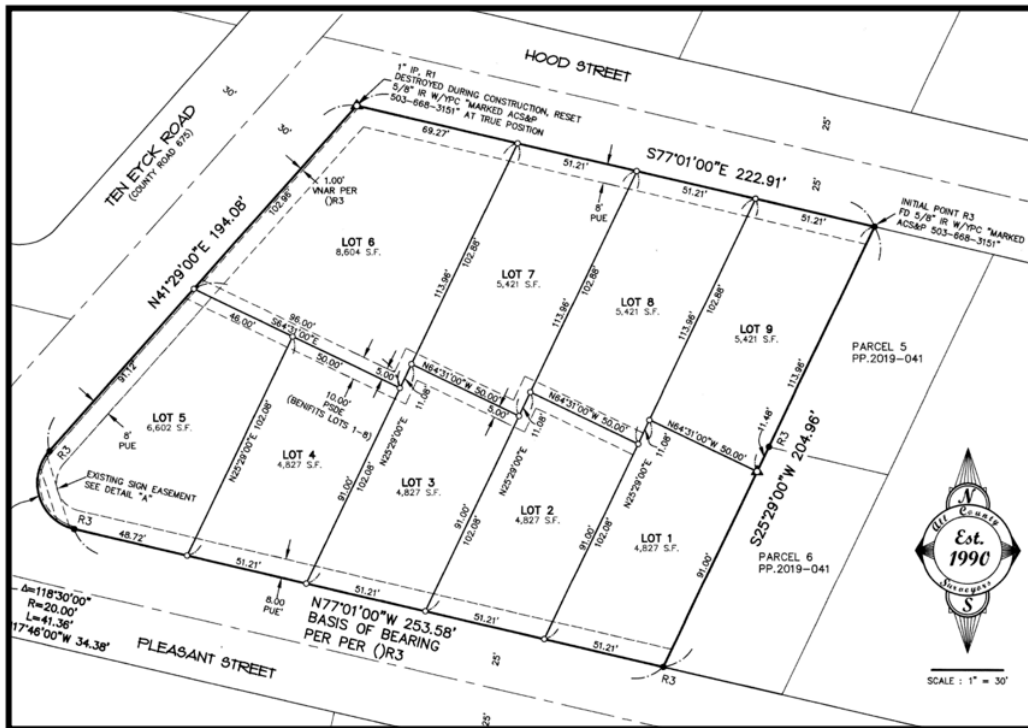 HOOD STREET
1" IP, R1
DESTROYED DURING CONSTRUCTION, RESET
5/8" IR W/YPC "MARKED ACS&P
503-668-3151" AT TRUE POSITION
TEN EYCK ROAD
(COUNTY ROAD 675)
30'
30'
25'
25'
69.27'
51.21'
51.21'
51.21'
S77°01'00"E 222.91'
INITIAL POINT R3
FD 5/8" IR W/YPC "MARKED
ACS&P 503-668-3151"
1.00'
VNAR PER
()R3
8'
PUE
N41°29'00"E 194.08'
102.96'
91.12'
LOT 6
8,604 S.F.
LOT 7
5,421 S.F.
LOT 8
5,421 S.F.
LOT 9
5,421 S.F.
PARCEL 5
PP.2019-041
113.96'
102.88'
113.96'
102.88'
113.96'
102.88'
113.96'
96.00'
S64°31'00"E
46.00'
50.00'
5.00'
N64°31'00"W 50.00'
5.00'
N64°31'00"W 50.00'
N64°31'00"W 50.00'
11.08'
11.08'
11.08'
11.48'
R3
10.00'
PSDE
(BENIFITS LOTS 1-8)
LOT 5
6,602 S.F.
8'
PUE
LOT 4
4,827 S.F.
LOT 3
4,827 S.F.
LOT 2
4,827 S.F.
LOT 1
4,827 S.F.
N25°29'00"E 102.08'
N25°29'00"E
91.00'
102.08'
N25°29'00"E
91.00'
102.08'
N25°29'00"E
91.00'
102.08'
91.00'
S25°29'00"W 204.96'
PARCEL 6
PP.2019-041
R3
EXISTING SIGN EASEMENT
SEE DETAIL "A"
R3
48.72'
51.21'
51.21'
51.21'
51.21'
8.00
PUE'
N77°01'00"W 253.58'
BASIS OF BEARING
PER PER ()R3
R3
Δ=118°30'00"
R=20.00'
L=41.36'
17°46'00"W 34.38'
PLEASANT STREET
25'
25'
N
All County
Est.
1990
Surveyors
S
SCALE : 1" = 30'